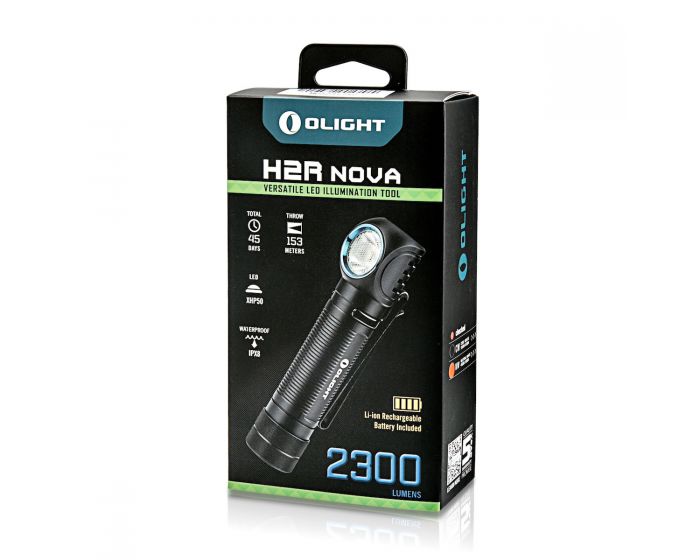 OLIGHT
H2R NOVA
VERSATILE LED ILLUMINATION TOOL
TOTAL
45
DAYS
THROW
153
METERS
LED
XHP50
WATERPROOF
IPX8
OLIGHT
Li-ion Rechargeable
Battery Included
2300
LUMENS
OLIGHT